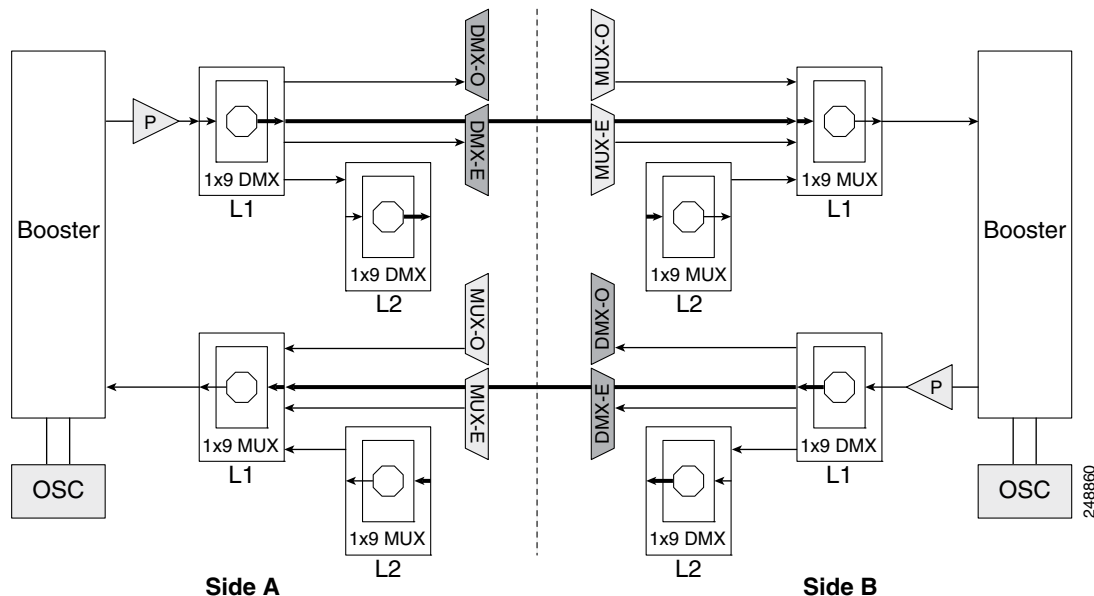 DMX-O
MUX-O
P
DMX-E
MUX-E
1x9 DMX
L1
1x9 MUX
L1
Booster
Booster
1x9 DMX
L2
1x9 MUX
L2
MUX-O
DMX-O
P
MUX-E
DMX-E
1x9 MUX
L1
1x9 DMX
L1
OSC
OSC
248860
1x9 MUX
L2
1x9 DMX
L2
Side A
Side B